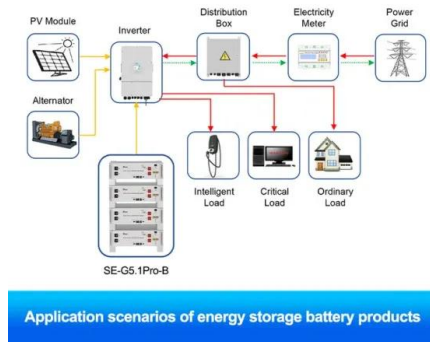 PV Module
Inverter
Distribution
Box
Electricity
Meter
Power
Grid
Alternator
Intelligent
Load
Critical
Load
Ordinary
Load
SE-G5.1Pro-B
Application scenarios of energy storage battery products